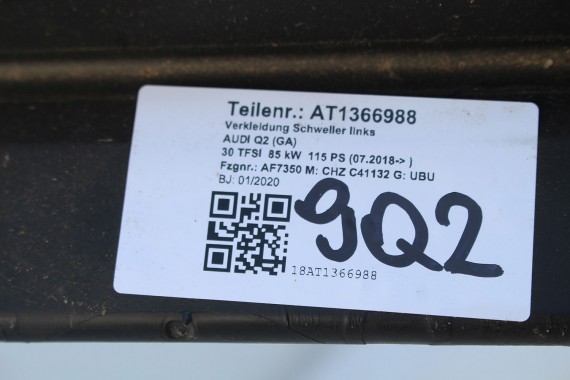 Teilenr.: AT1366988
Verkleidung Schweller links
AUDI Q2 (GA)
30 TFSI 85 kW 115 PS (07.2018-> )
Fzgnr.: AF7350 M: CHZ C41132 G: UBU
BJ: 01/2020
9Q2
18AT1366988